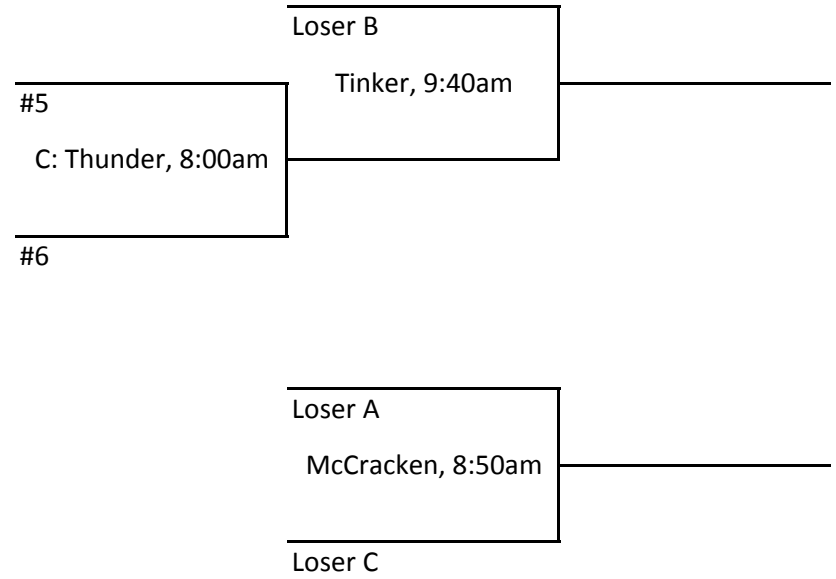 Loser B
Tinker, 9:40am
#5
C: Thunder, 8:00am
#6
Loser A
McCracken, 8:50am
Loser C